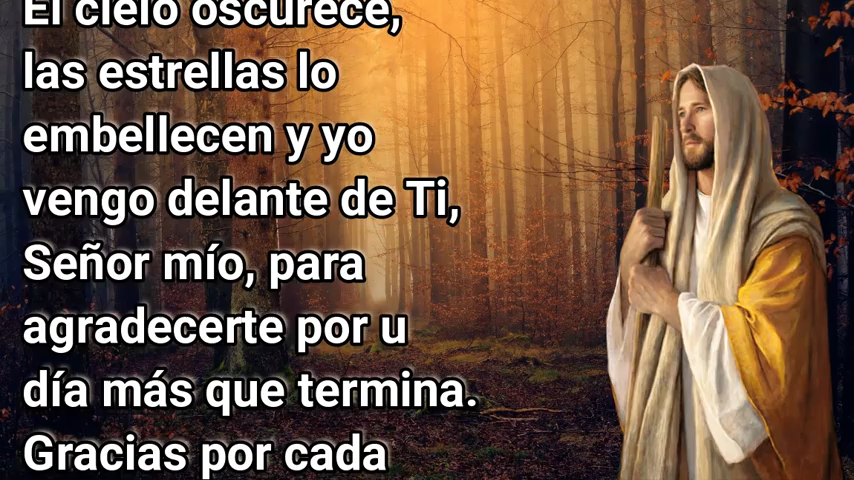 El cielo oscurece,
las estrellas lo
embellecen y yo
vengo delante de Ti,
Señor mío, para
agradecerte por u
día más que termina.
Gracias por cada